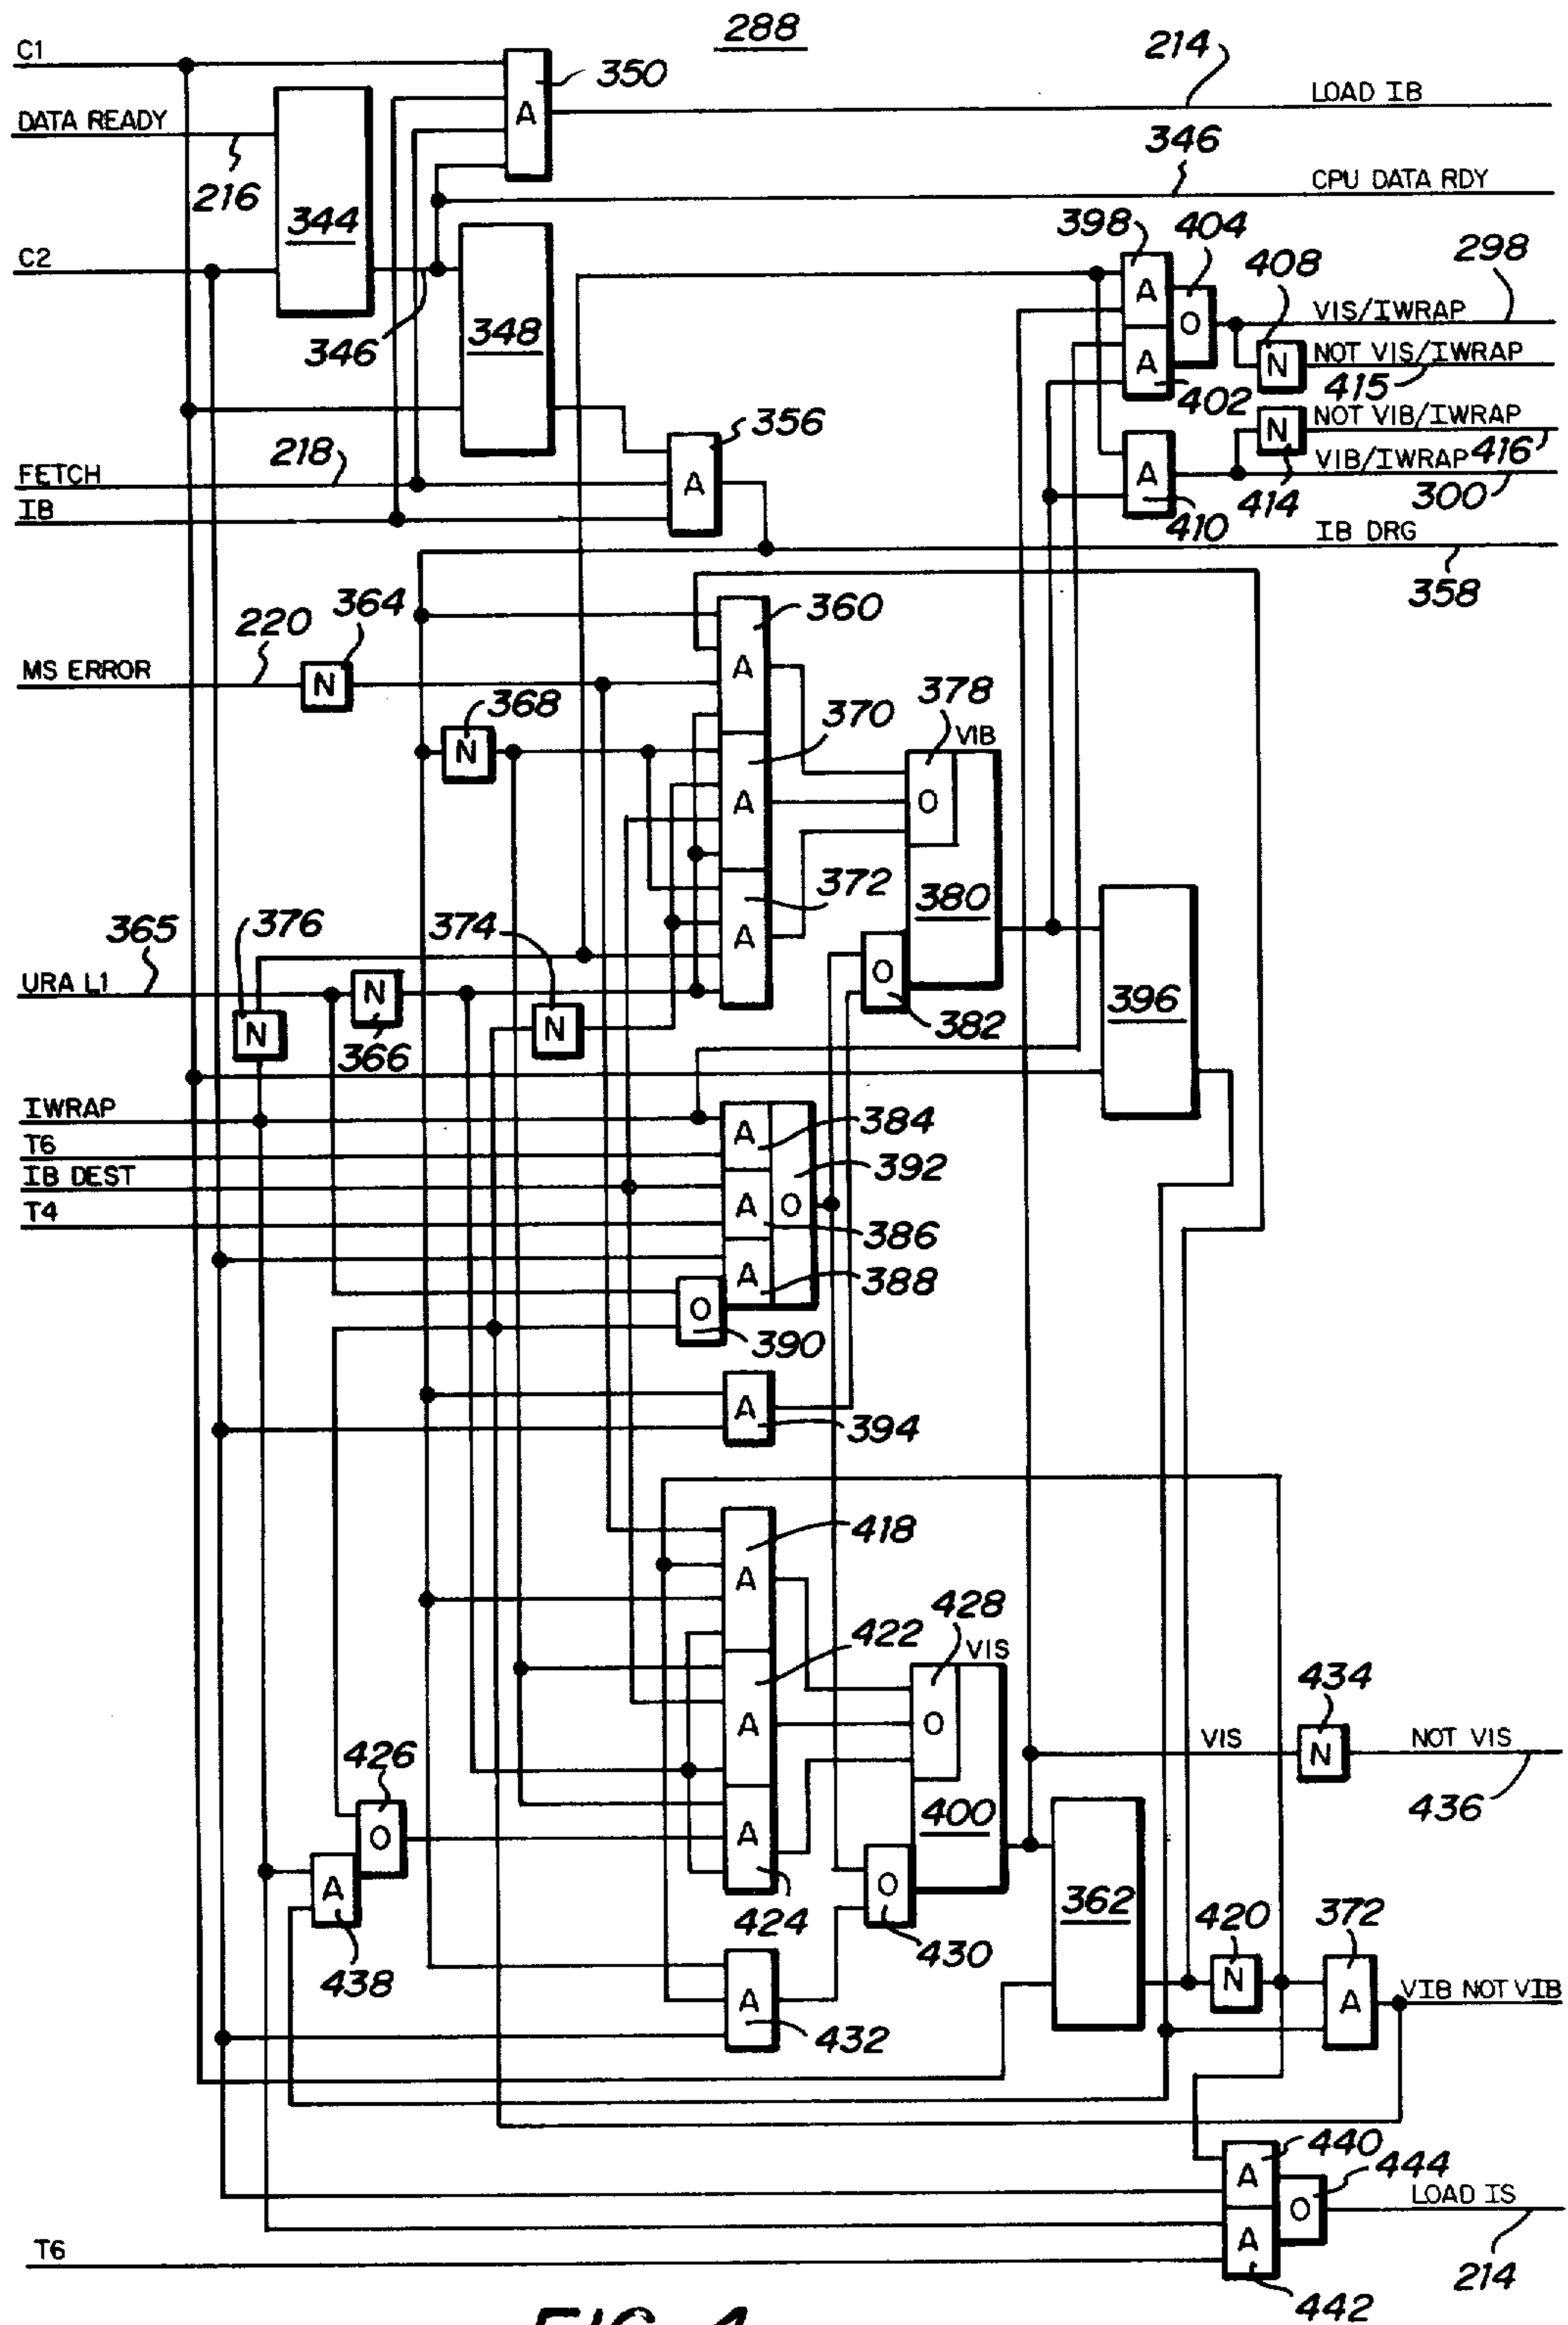 288
C1
350
214
LOAD IB
DATA READY
A
346
216
CPU DATA RDY
344
398
404
C2
408
298
A
O
VIS/IWRAP
346
348
N
NOT VIS/IWRAP
A
402
415
356
NOT VIB/IWRAP
N
416
FETCH
218
VIB/IWRAP
A
A
414
300
IB
410
IB DRG
358
364
360
220
MS ERROR
N
A
368
378
370
VIB
N
A
O
372
380
365
376
374
A
O
URA L1
N
396
N
366
N
382
IWRAP
A
384
T6
392
IB DEST
A
O
T4
386
A
388
O
390
A
394
418
A
428
422
VIS
434
A
O
VIS
N
NOT VIS
426
400
436
O
A
A
O
362
424
420
372
438
430
N
A
VIB NOT VIB
A
432
440
A
444
O
LOAD IS
A
T6
214
442
FIG. 4